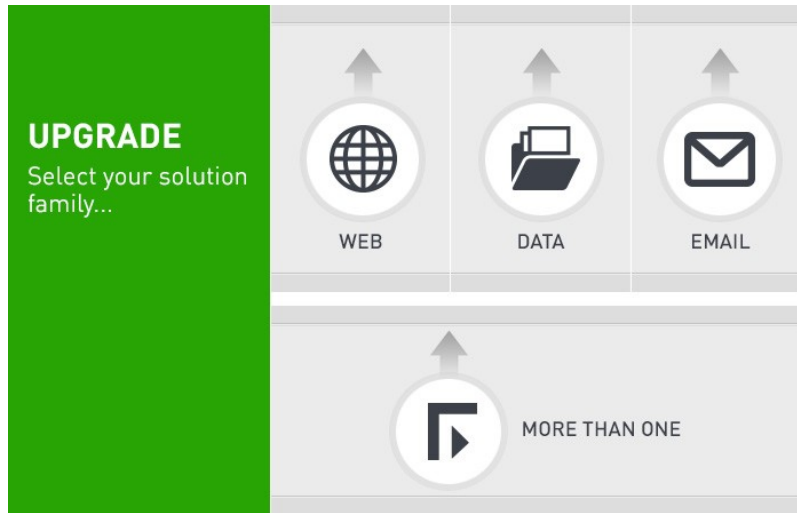 UPGRADE
Select your solution
family...
WEB
DATA
EMAIL
MORE THAN ONE